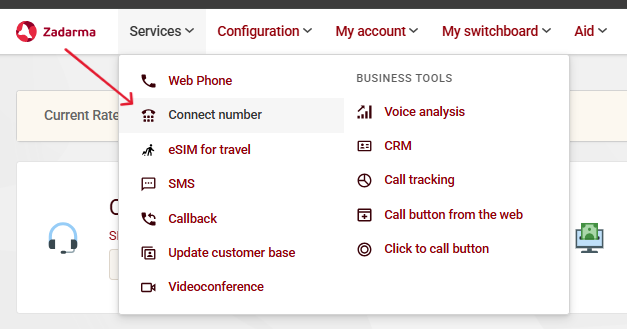 Zadarma
Services
Configuration
My account
My switchboard
Aid
Web Phone
Connect number
eSIM for travel
SMS
Callback
Update customer base
Videoconference
BUSINESS TOOLS
Voice analysis
CRM
Call tracking
Call button from the web
Click to call button
Current Rate